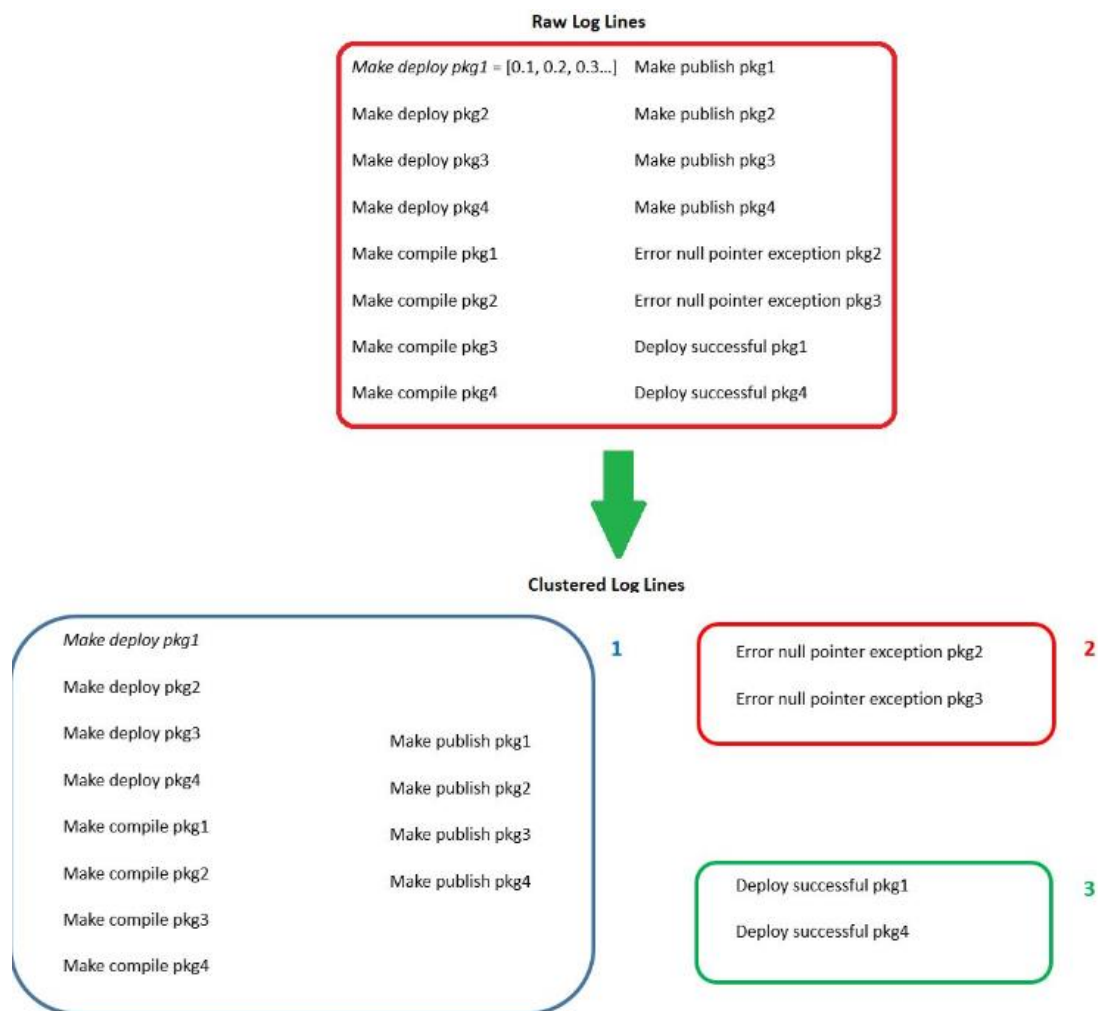 Raw Log Lines
Make deploy pkg1 = [0.1, 0.2, 0.3...]
Make deploy pkg2
Make deploy pkg3
Make deploy pkg4
Make compile pkg1
Make compile pkg2
Make compile pkg3
Make compile pkg4
Make publish pkg1
Make publish pkg2
Make publish pkg3
Make publish pkg4
Error null pointer exception pkg2
Error null pointer exception pkg3
Deploy successful pkg1
Deploy successful pkg4
Clustered Log Lines
Make deploy pkg1
Make deploy pkg2
Make deploy pkg3
Make deploy pkg4
Make compile pkg1
Make compile pkg2
Make compile pkg3
Make compile pkg4
Make publish pkg1
Make publish pkg2
Make publish pkg3
Make publish pkg4
1
Error null pointer exception pkg2
Error null pointer exception pkg3
2
Deploy successful pkg1
Deploy successful pkg4
3